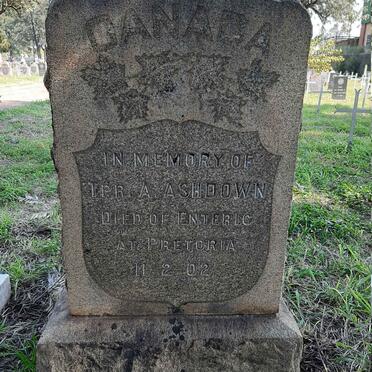 CANADA
IN MEMORY OF
TPR. A. ASHDOWN
DIED OF ENTERIC
AT PRETORIA
11 2 02